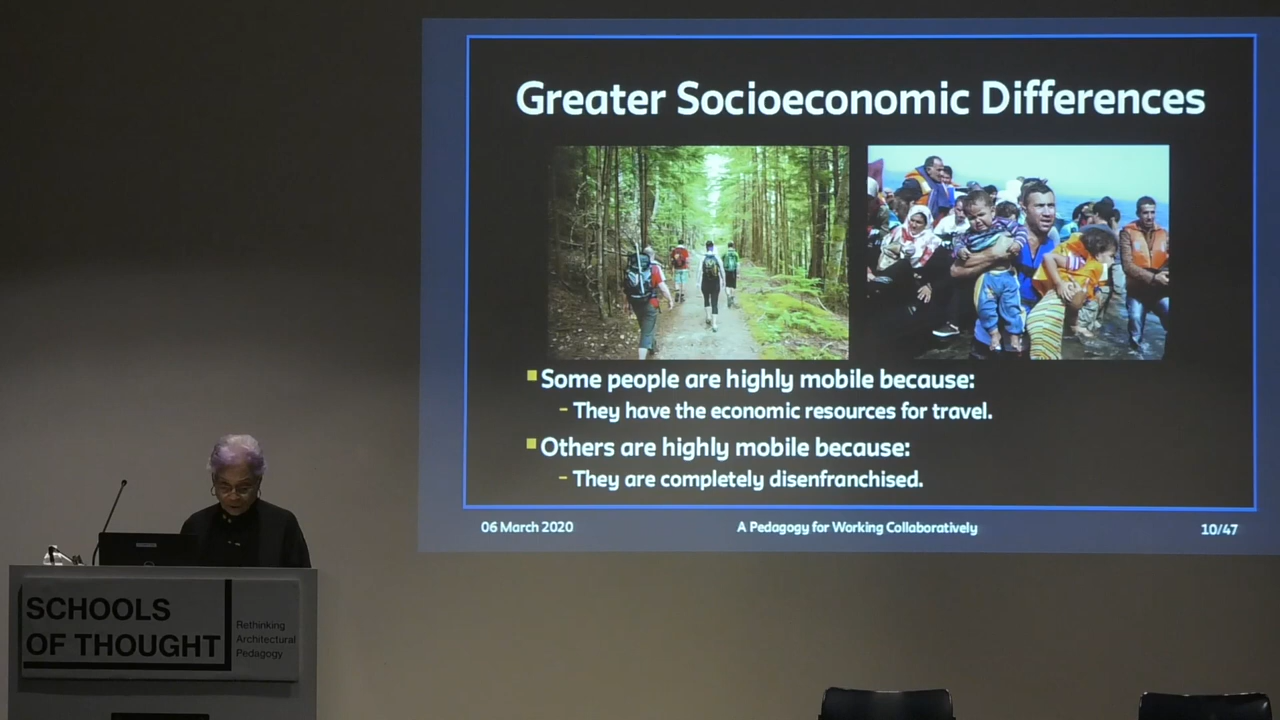 Greater Socioeconomic Differences
Some people are highly mobile because:
– They have the economic resources for travel.
Others are highly mobile because:
– They are completely disenfranchised.
06 March 2020
A Pedagogy for Working Collaboratively
10/47
SCHOOLS
OF THOUGHT
Rethinking
Architectural
Pedagogy